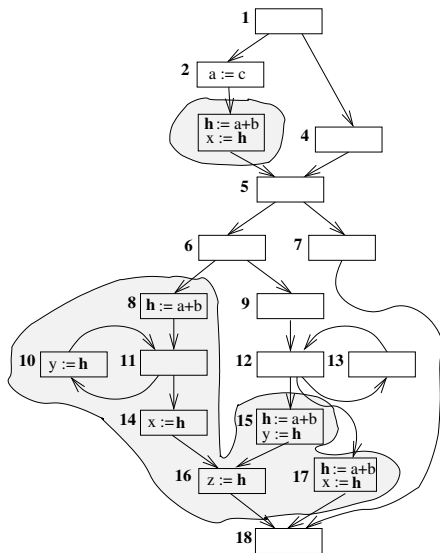 1
2
a := c
h := a+b
x := h
4
5
6
7
8
h := a+b
9
10
y := h
11
12
13
14
x := h
15
h := a+b
y := h
16
z := h
17
h := a+b
x := h
18